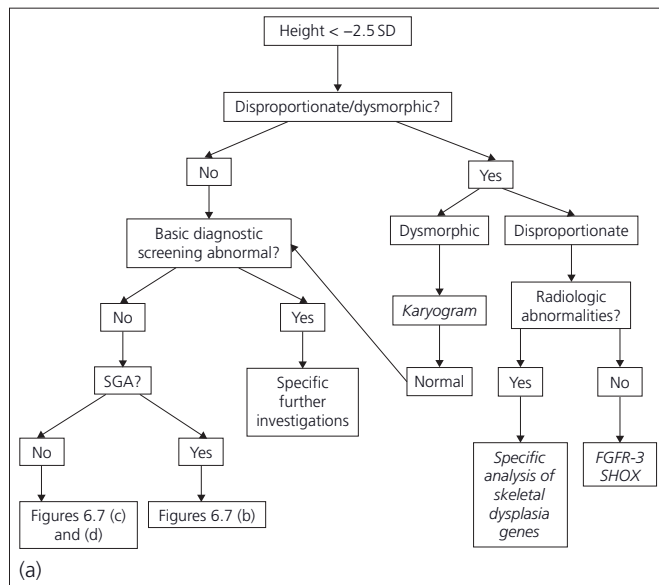 Height < −2.5 SD
Disproportionate/dysmorphic?
No
Yes
Basic diagnostic
screening abnormal?
Dysmorphic
Disproportionate
No
Yes
Karyogram
Radiologic
abnormalities?
SGA?
Specific
further
investigations
Normal
Yes
No
No
Yes
Specific
analysis of
skeletal
dysplasia
genes
FGFR-3
SHOX
Figures 6.7 (c)
and (d)
Figures 6.7 (b)
(a)